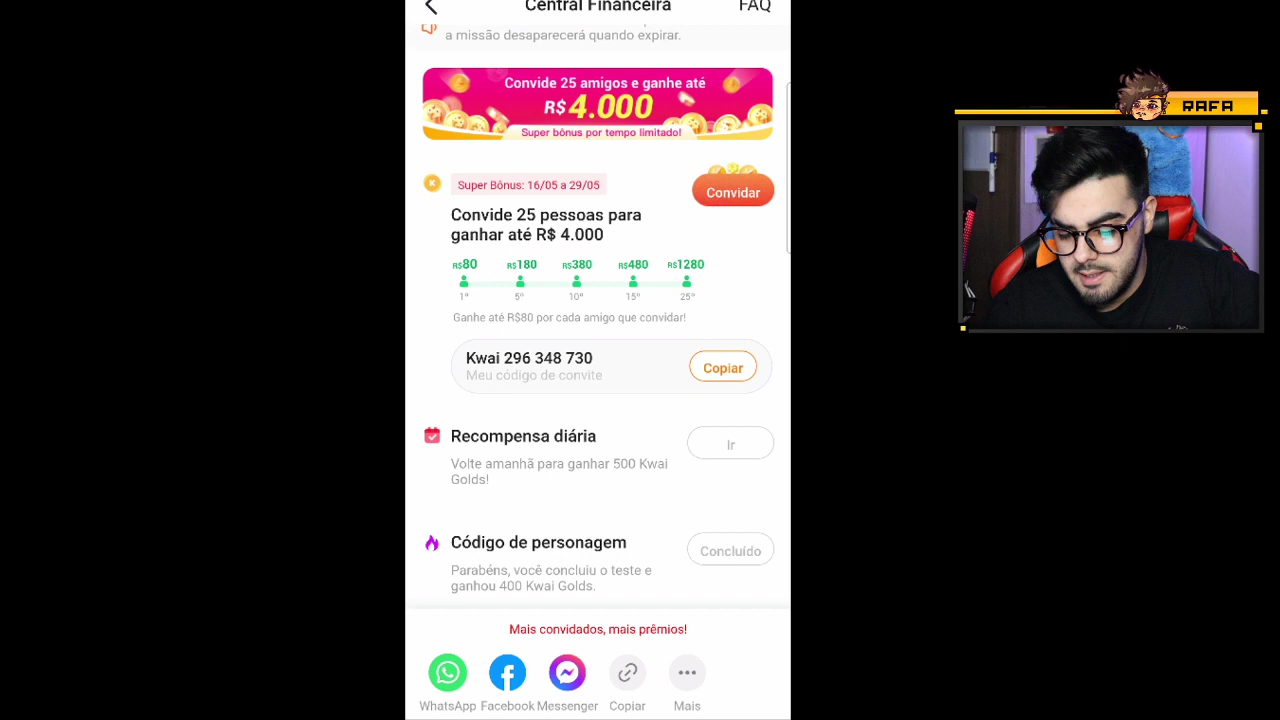 Central Financeira
FAQ
a missão desaparecerá quando expirar.
Convide 25 amigos e ganhe até
R$ 4.000
Super bônus por tempo limitado!
Super Bônus: 16/05 a 29/05
Convidar
Convide 25 pessoas para
ganhar até R$ 4.000
R$80 R$180 R$380 R$480 R$1280
1º 5º 10º 15º 25º
Ganhe até R$80 por cada amigo que convidar!
Kwai 296 348 730
Meu código de convite
Copiar
Recompensa diária
Ir
Volte amanhã para ganhar 500 Kwai
Golds!
Código de personagem
Concluído
Parabéns, você concluiu o teste e
ganhou 400 Kwai Golds.
Mais convidados, mais prêmios!
WhatsApp Facebook Messenger Copiar Mais
RAFA